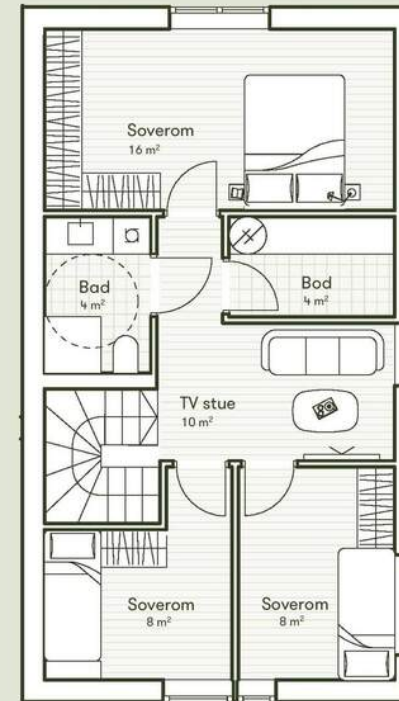 Soverom
16 m²
Bad
4 m²
Bod
4 m²
TV stue
10 m²
Soverom
8 m²
Soverom
8 m²